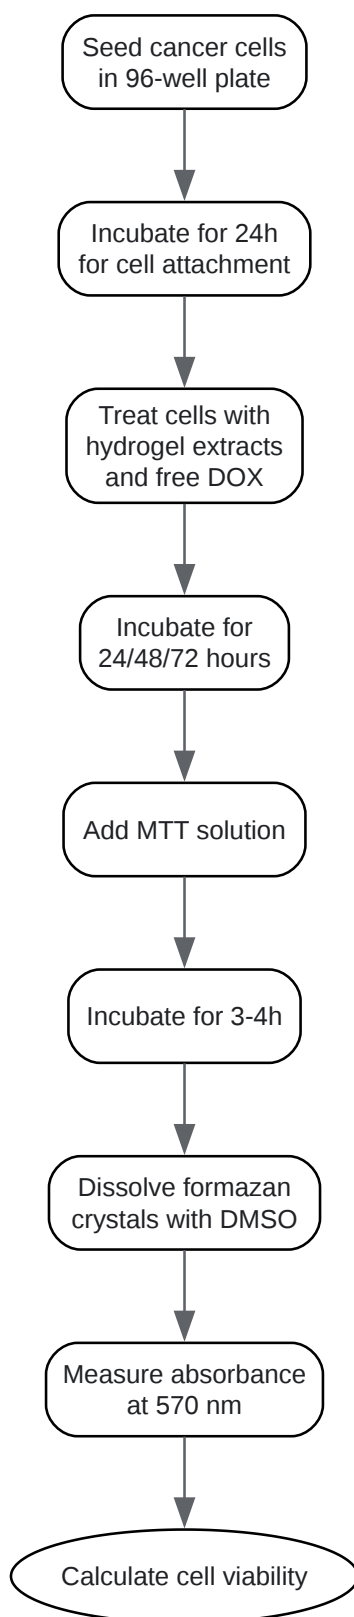 Seed cancer cells
in 96-well plate
Incubate for 24h
for cell attachment
Treat cells with
hydrogel extracts
and free DOX
Incubate for
24/48/72 hours
Add MTT solution
Incubate for 3-4h
Dissolve formazan
crystals with DMSO
Measure absorbance
at 570 nm
Calculate cell viability